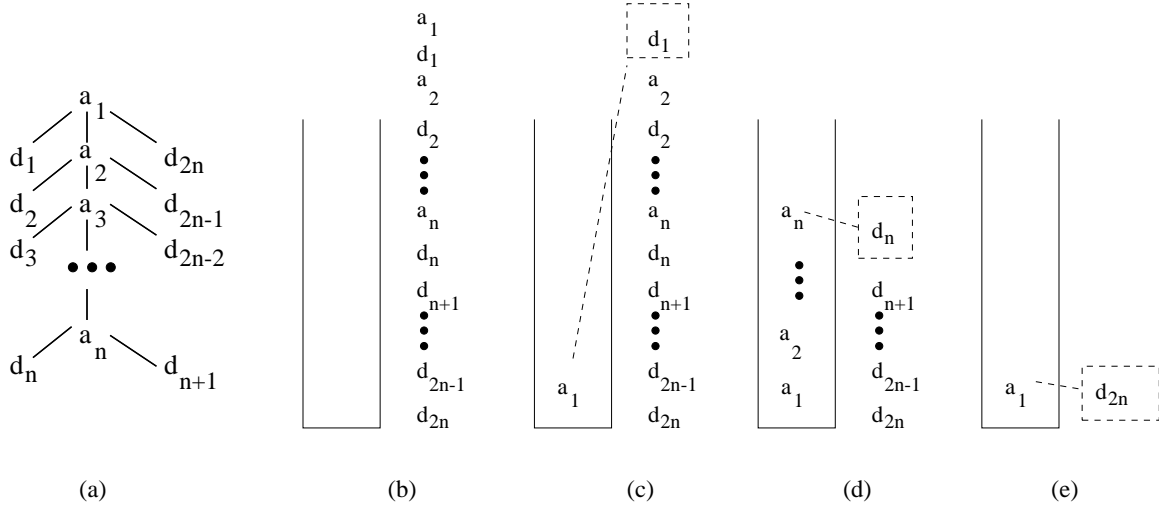 a1
d1 a2 d2n
d2 a3 d2n-1
d3 d2n-2
an
dn dn+1
(a)
a1
d1
a2
d2
an
dn
dn+1
d2n-1
d2n
(b)
d1
a2
d2
an
dn
dn+1
d2n-1
a1
d2n
(c)
an dn
dn+1
a2
d2n-1
a1
d2n
(d)
a1 d2n
(e)